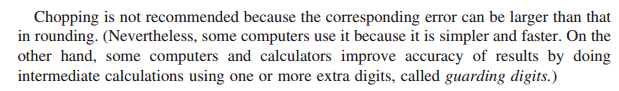 Chopping is not recommended because the corresponding error can be larger than that
in rounding. (Nevertheless, some computers use it because it is simpler and faster. On the
other hand, some computers and calculators improve accuracy of results by doing
intermediate calculations using one or more extra digits, called guarding digits.)